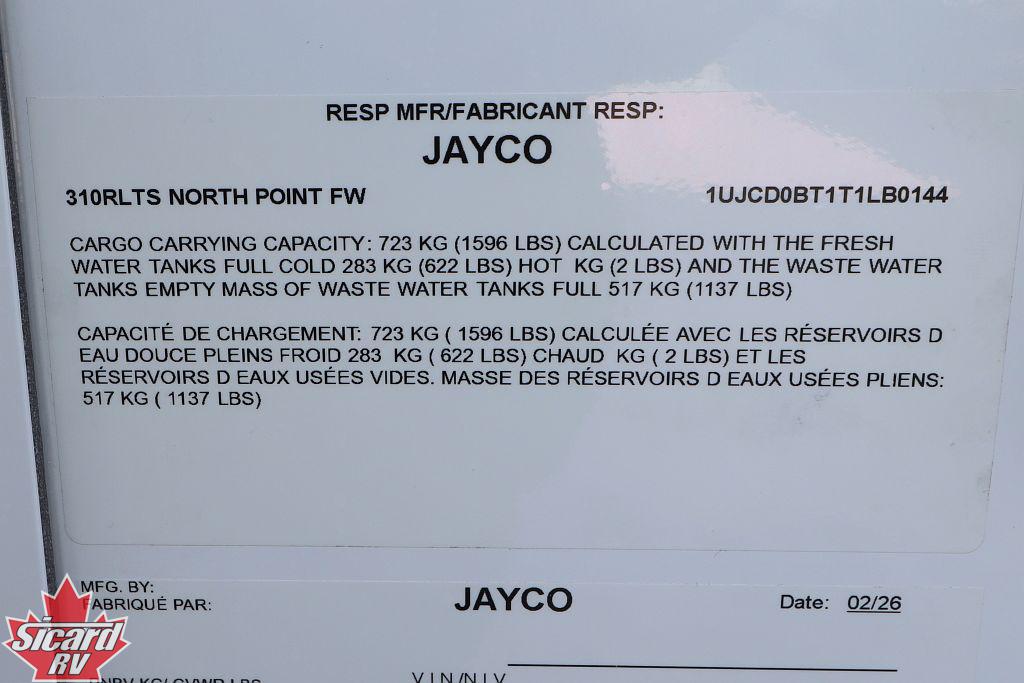 RESP MFR/FABRICANT RESP:
JAYCO
310RLTS NORTH POINT FW 1UJCD0BT1T1LB0144
CARGO CARRYING CAPACITY: 723 KG (1596 LBS) CALCULATED WITH THE FRESH
WATER TANKS FULL COLD 283 KG (622 LBS) HOT KG (2 LBS) AND THE WASTE WATER
TANKS EMPTY MASS OF WASTE WATER TANKS FULL 517 KG (1137 LBS)
CAPACITÉ DE CHARGEMENT: 723 KG ( 1596 LBS) CALCULÉE AVEC LES RÉSERVOIRS D
EAU DOUCE PLEINS FROID 283 KG ( 622 LBS) CHAUD KG ( 2 LBS) ET LES
RÉSERVOIRS D EAUX USÉES VIDES. MASSE DES RÉSERVOIRS D EAUX USÉES PLIENS:
517 KG ( 1137 LBS)
MFG. BY:
FABRIQUÉ PAR: JAYCO Date: 02/26
Sicard
RV
KG/ GVWR LBS V.I.N./N.I.V.